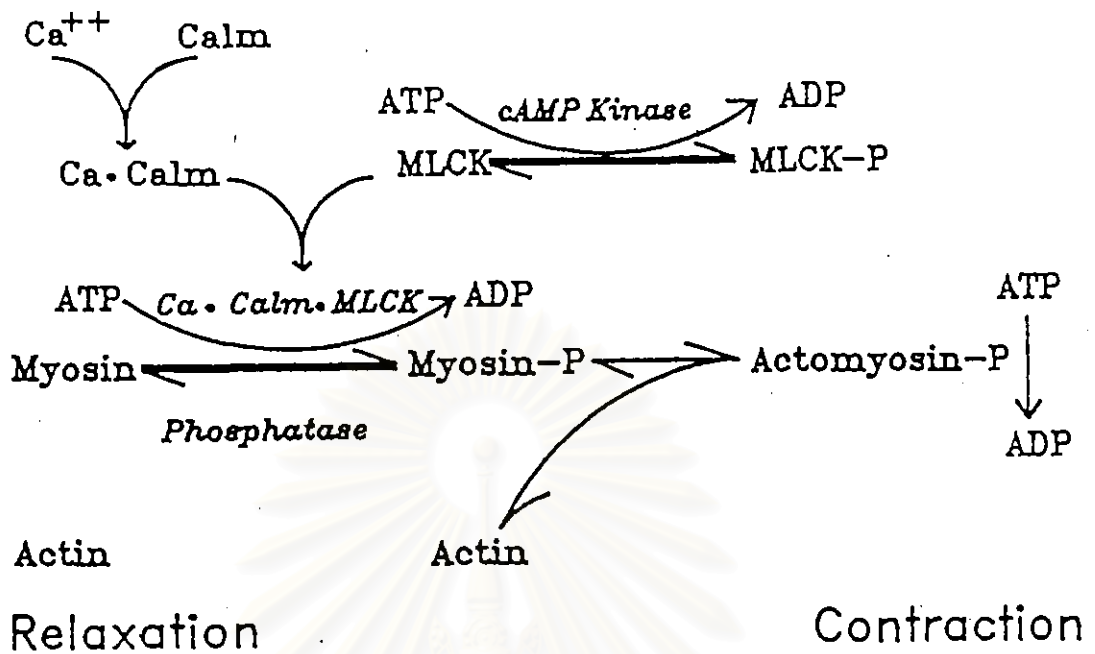 Ca++ Calm
ATP cAMP Kinase ADP
Ca • Calm MLCK MLCK-P
ATP Ca • Calm • MLCK ADP ATP
Myosin Myosin-P Actomyosin-P
Phosphatase ADP
Actin Actin
Relaxation Contraction